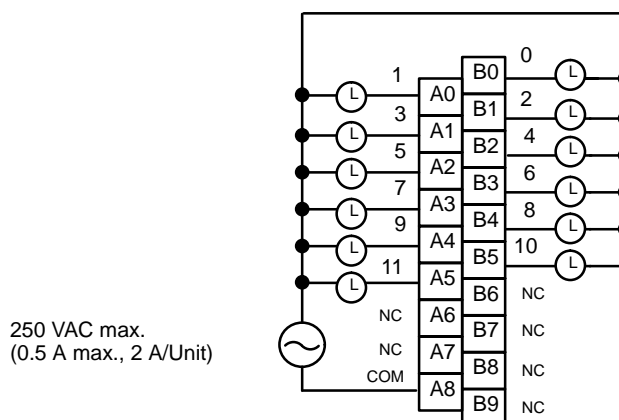 0
L
B0
1
L
A0
2
L
B1
3
L
A1
4
L
B2
5
L
A2
6
L
B3
7
L
A3
8
L
B4
9
L
A4
10
L
B5
11
L
A5
NC
B6
NC
A6
NC
B7
NC
A7
NC
B8
COM
A8
NC
B9
250 VAC max.
(0.5 A max., 2 A/Unit)